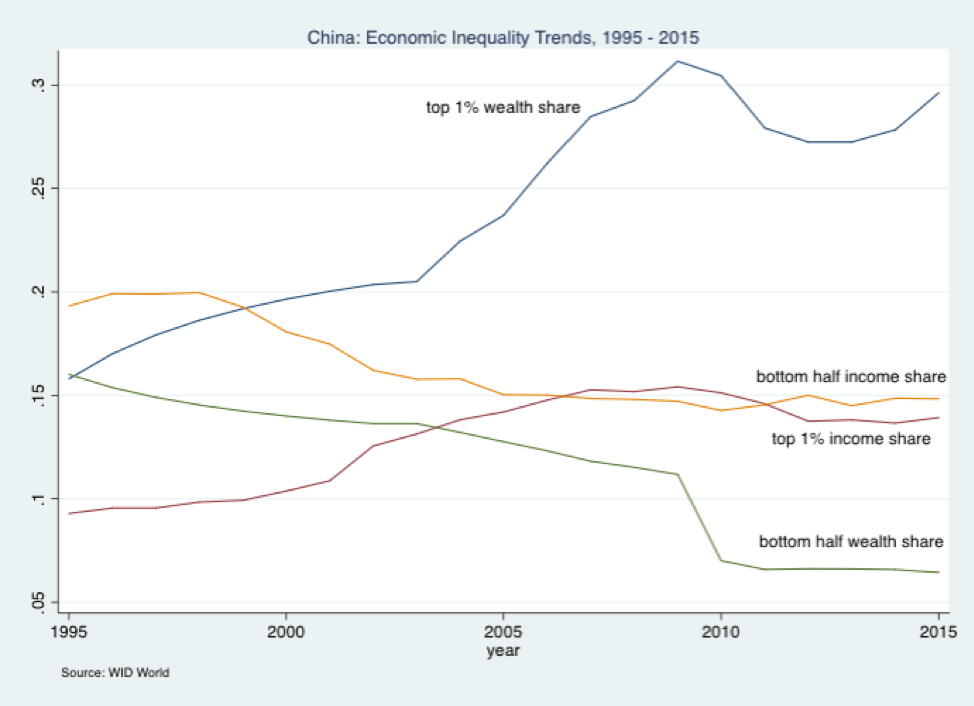 China: Economic Inequality Trends, 1995 - 2015
.3
top 1% wealth share
.25
.2
bottom half income share
.15
top 1% income share
.1
bottom half wealth share
.05
1995 2000 2005 2010 2015
year
Source: WID World